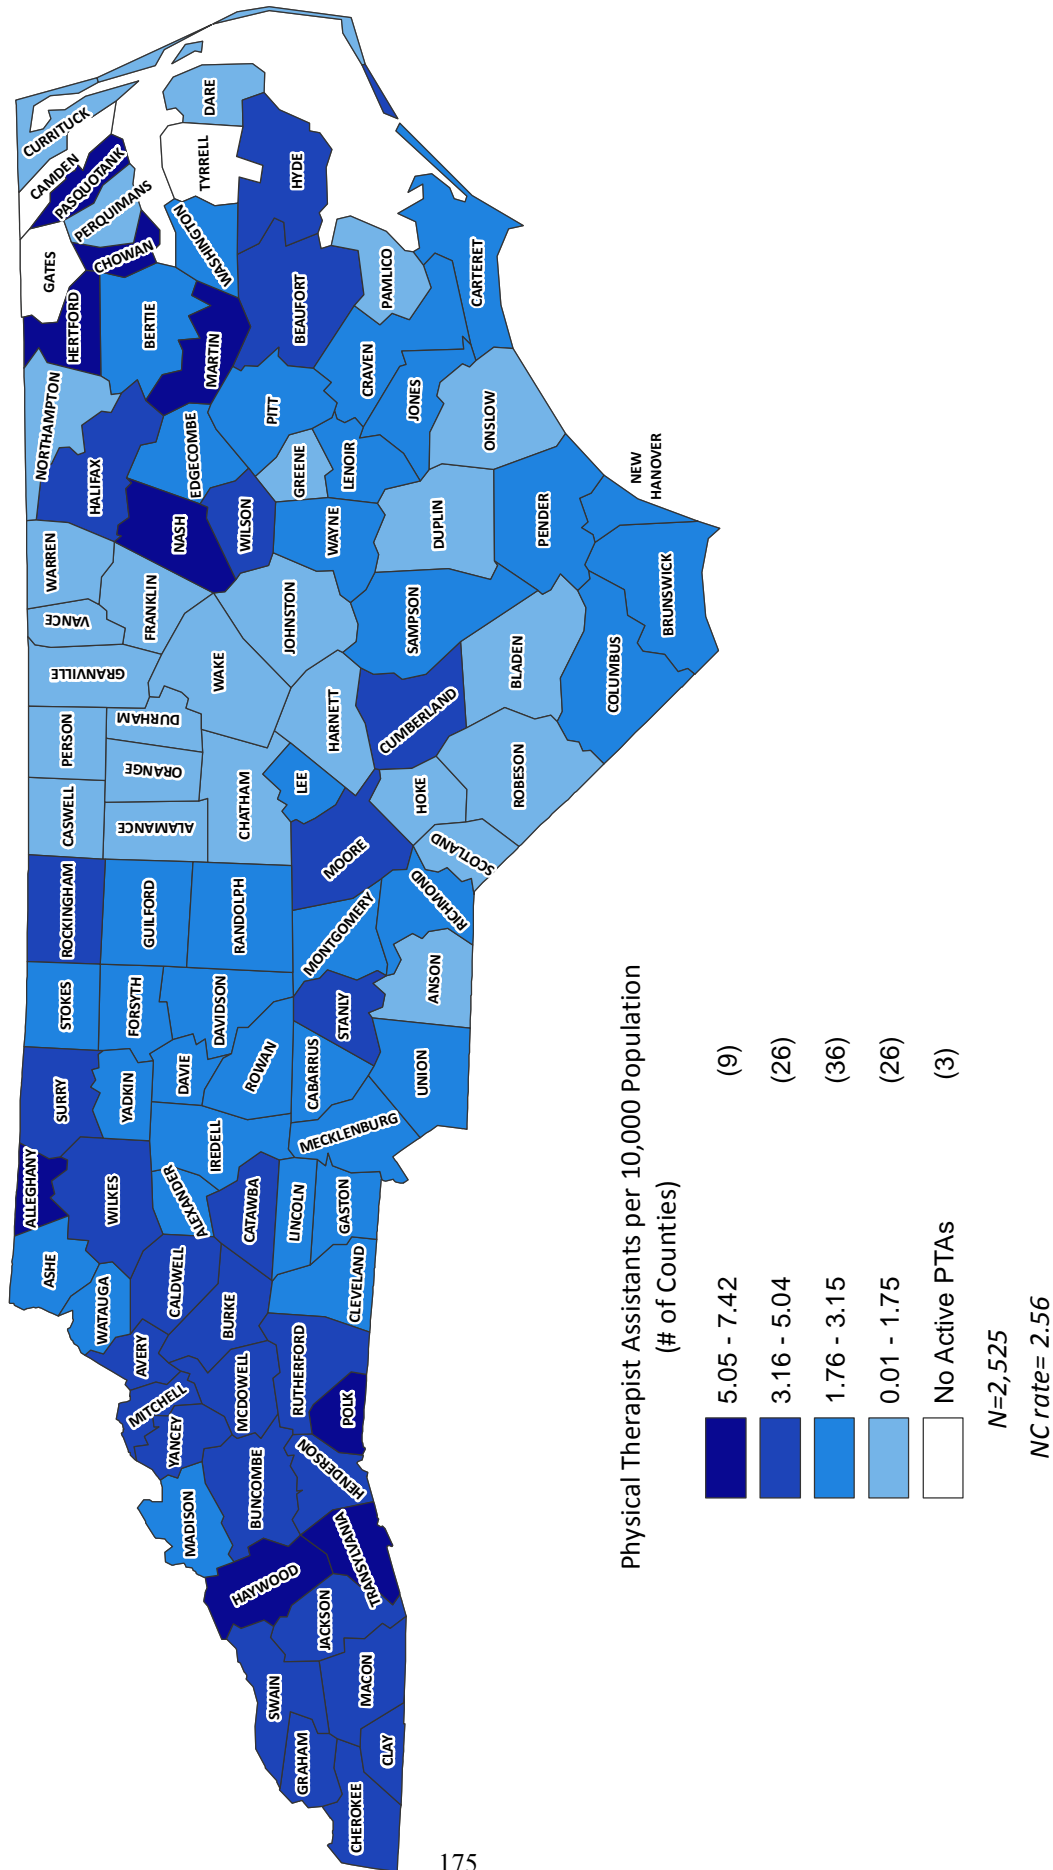 CHEROKEE
GRAHAM
CLAY
SWAIN
MACON
JACKSON
HAYWOOD
TRANSYLVANIA
MADISON
BUNCOMBE
HENDERSON
YANCEY
MITCHELL
MCDOWELL
RUTHERFORD
POLK
AVERY
BURKE
CALDWELL
CLEVELAND
WATAUGA
ASHE
ALLEGHANY
WILKES
ALEXANDER
CATAWBA
LINCOLN
GASTON
SURRY
YADKIN
IREDELL
MECKLENBURG
DAVIE
ROWAN
CABARRUS
UNION
STOKES
FORSYTH
DAVIDSON
STANLY
ANSON
ROCKINGHAM
GUILFORD
RANDOLPH
MONTGOMERY
RICHMOND
CASWELL
ALAMANCE
CHATHAM
MOORE
SCOTLAND
PERSON
ORANGE
DURHAM
LEE
HOKE
ROBESON
GRANVILLE
VANCE
WAKE
HARNETT
CUMBERLAND
BLADEN
COLUMBUS
WARREN
FRANKLIN
JOHNSTON
SAMPSON
BRUNSWICK
NORTHAMPTON
HALIFAX
NASH
WILSON
WAYNE
DUPLIN
PENDER
NEW
HANOVER
EDGECOMBE
GREENE
LENOIR
JONES
ONSLOW
HERTFORD
BERTIE
MARTIN
PITT
CRAVEN
CARTERET
GATES
CHOWAN
WASHINGTON
BEAUFORT
PAMLICO
CAMDEN
CURRITUCK
PASQUOTANK
PERQUIMANS
TYRRELL
DARE
HYDE
Physical Therapist Assistants per 10,000 Population
(# of Counties)
5.05 - 7.42 (9)
3.16 - 5.04 (26)
1.76 - 3.15 (36)
0.01 - 1.75 (26)
No Active PTAs (3)
N=2,525
NC rate= 2.56
175